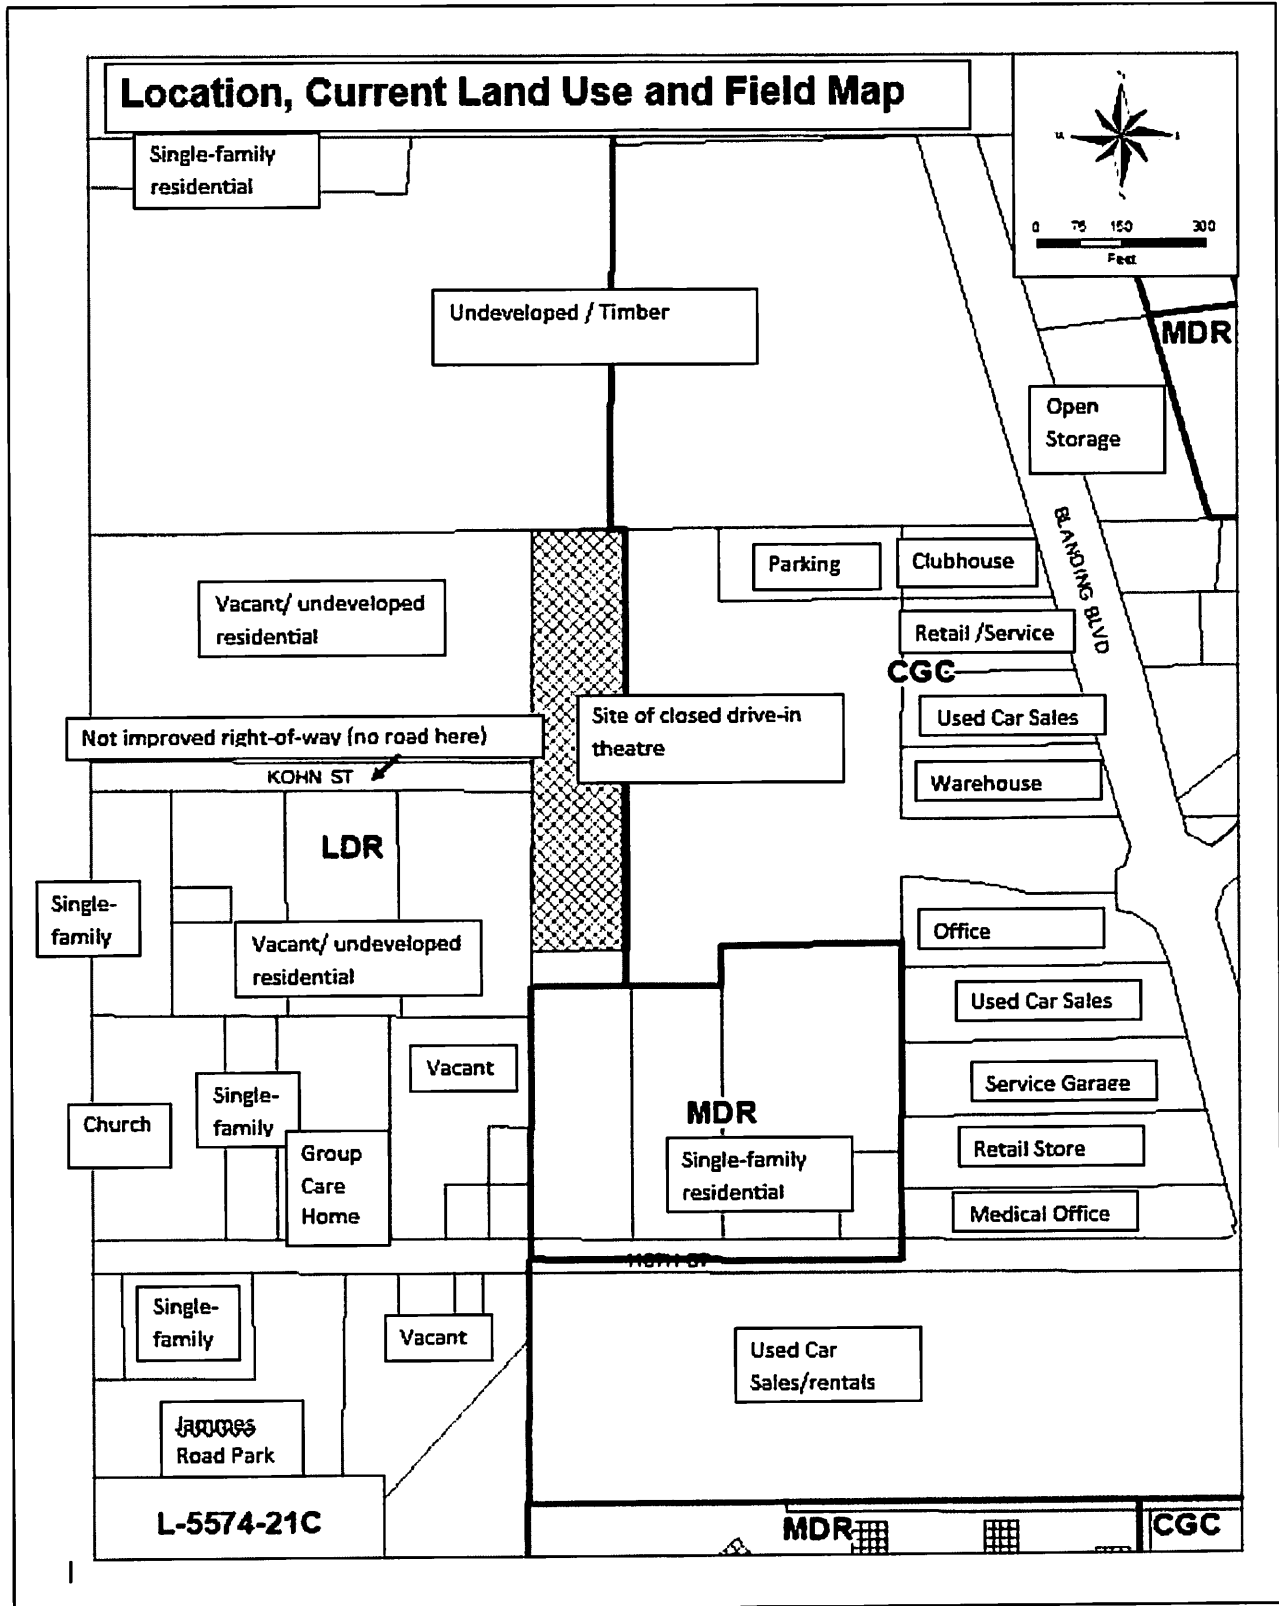 Location, Current Land Use and Field Map
Single-family
residential
0 75 150 300
Feet
Undeveloped / Timber
MDR
Open
Storage
BLANDING BLVD
Parking
Clubhouse
Vacant/ undeveloped
residential
Retail /Service
CGC
Site of closed drive-in
theatre
Used Car Sales
Not improved right-of-way (no road here)
KOHN ST
Warehouse
LDR
Single-
family
Office
Vacant/ undeveloped
residential
Used Car Sales
Vacant
Service Garage
Single-
family
MDR
Church
Group
Care
Home
Single-family
residential
Retail Store
Medical Office
Single-
family
Vacant
Used Car
Sales/rentals
Jammes
Road Park
L-5574-21C
MDR
CGC